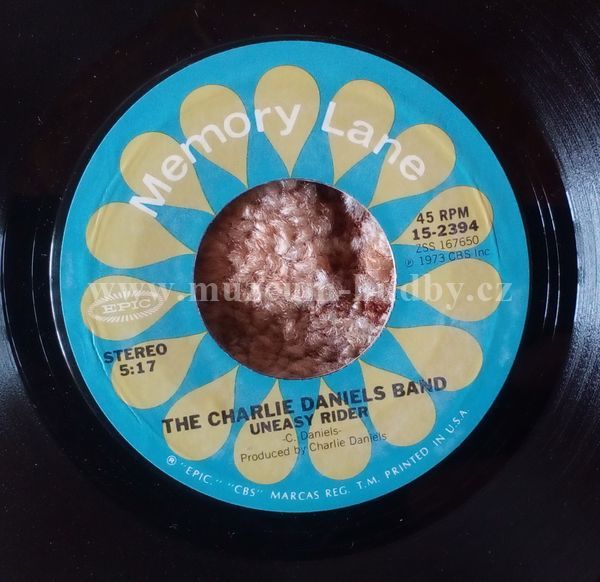 Memory Lane
45 RPM
15-2394
ZSS 167650
℗ 1973 CBS Inc
EPIC
STEREO
5:17
www.muzeum-hudby.cz
THE CHARLIE DANIELS BAND
UNEASY RIDER
-C. Daniels-
Produced by Charlie Daniels
® "EPIC," "CBS" MARCAS REG. T.M. PRINTED IN U.S.A.